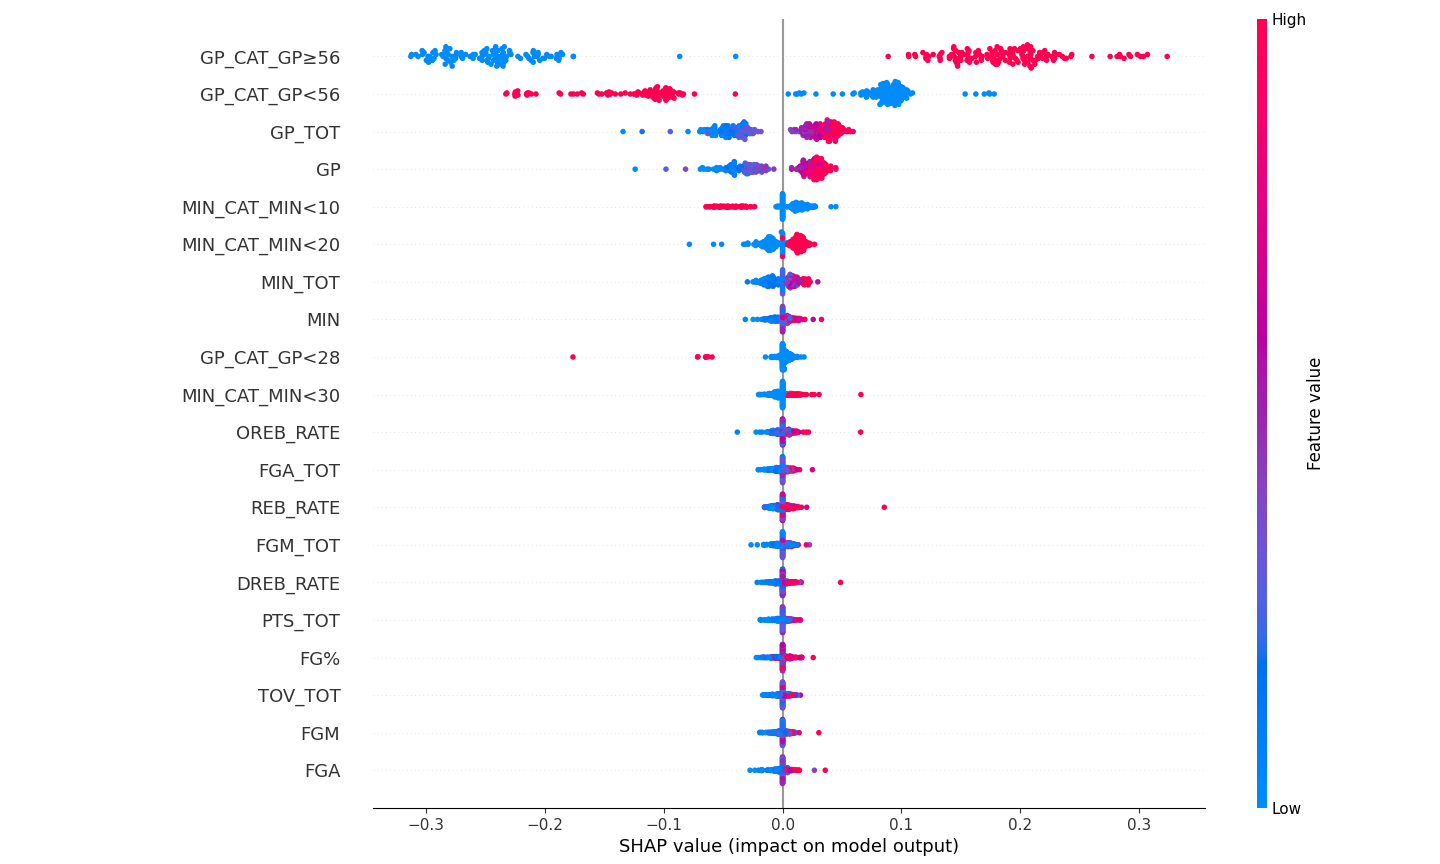 High
GP_CAT_GP≥56
GP_CAT_GP<56
GP_TOT
GP
MIN_CAT_MIN<10
MIN_CAT_MIN<20
MIN_TOT
MIN
GP_CAT_GP<28
MIN_CAT_MIN<30
OREB_RATE
FGA_TOT
REB_RATE
FGM_TOT
DREB_RATE
PTS_TOT
FG%
TOV_TOT
FGM
FGA
Feature value
Low
−0.3 −0.2 −0.1 0.0 0.1 0.2 0.3
SHAP value (impact on model output)